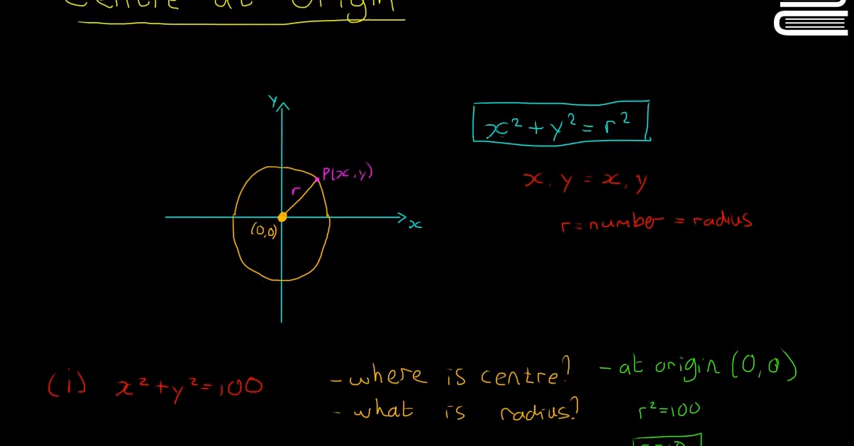 Centre at Origin
y
x² + y² = r²
P(x, y)
r
x, y = x, y
(0,0)
x
r = number = radius
(i) x² + y² = 100
- where is centre? - at origin (0, 0)
- what is radius? r² = 100